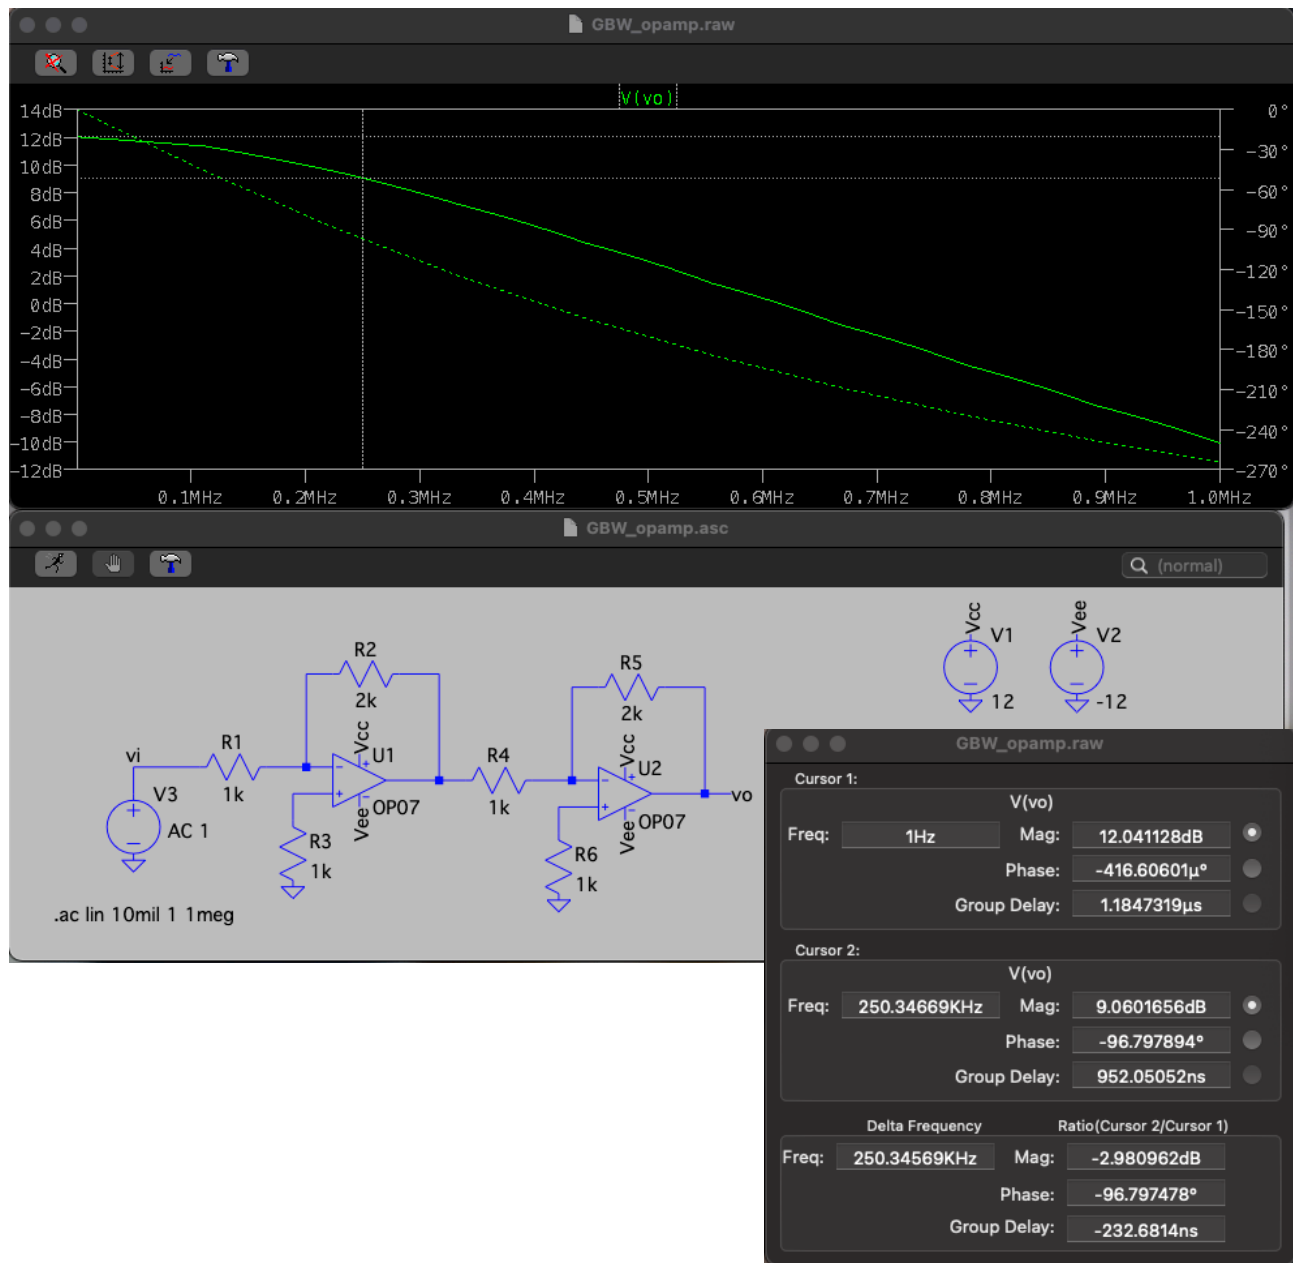 GBW_opamp.raw
V(vo)
14dB
12dB
10dB
8dB
6dB
4dB
2dB
0dB
-2dB
-4dB
-6dB
-8dB
-10dB
-12dB
0°
-30°
-60°
-90°
-120°
-150°
-180°
-210°
-240°
-270°
0.1MHz 0.2MHz 0.3MHz 0.4MHz 0.5MHz 0.6MHz 0.7MHz 0.8MHz 0.9MHz 1.0MHz
GBW_opamp.asc
(normal)
vi
V3
AC 1
R1
1k
R2
2k
Vcc
U1
OP07
Vee
R3
1k
R4
1k
R5
2k
Vcc
U2
OP07
Vee
R6
1k
vo
Vcc
V1
12
Vee
V2
-12
.ac lin 10mil 1 1meg
GBW_opamp.raw
Cursor 1:
V(vo)
Freq: 1Hz Mag: 12.041128dB
Phase: -416.60601µ°
Group Delay: 1.1847319µs
Cursor 2:
V(vo)
Freq: 250.34669KHz Mag: 9.0601656dB
Phase: -96.797894°
Group Delay: 952.05052ns
Delta Frequency Ratio(Cursor 2/Cursor 1)
Freq: 250.34569KHz Mag: -2.980962dB
Phase: -96.797478°
Group Delay: -232.6814ns